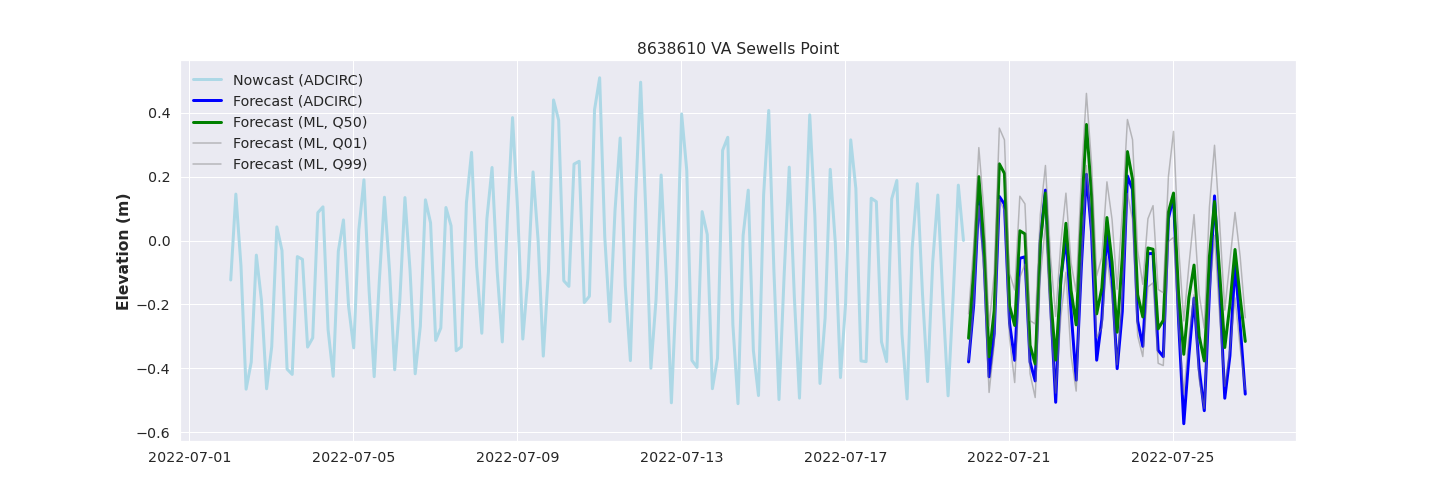 8638610 VA Sewells Point
Nowcast (ADCIRC)
Forecast (ADCIRC)
Forecast (ML, Q50)
Forecast (ML, Q01)
Forecast (ML, Q99)
Elevation (m)
0.4
0.2
0.0
−0.2
−0.4
−0.6
2022-07-01 2022-07-05 2022-07-09 2022-07-13 2022-07-17 2022-07-21 2022-07-25